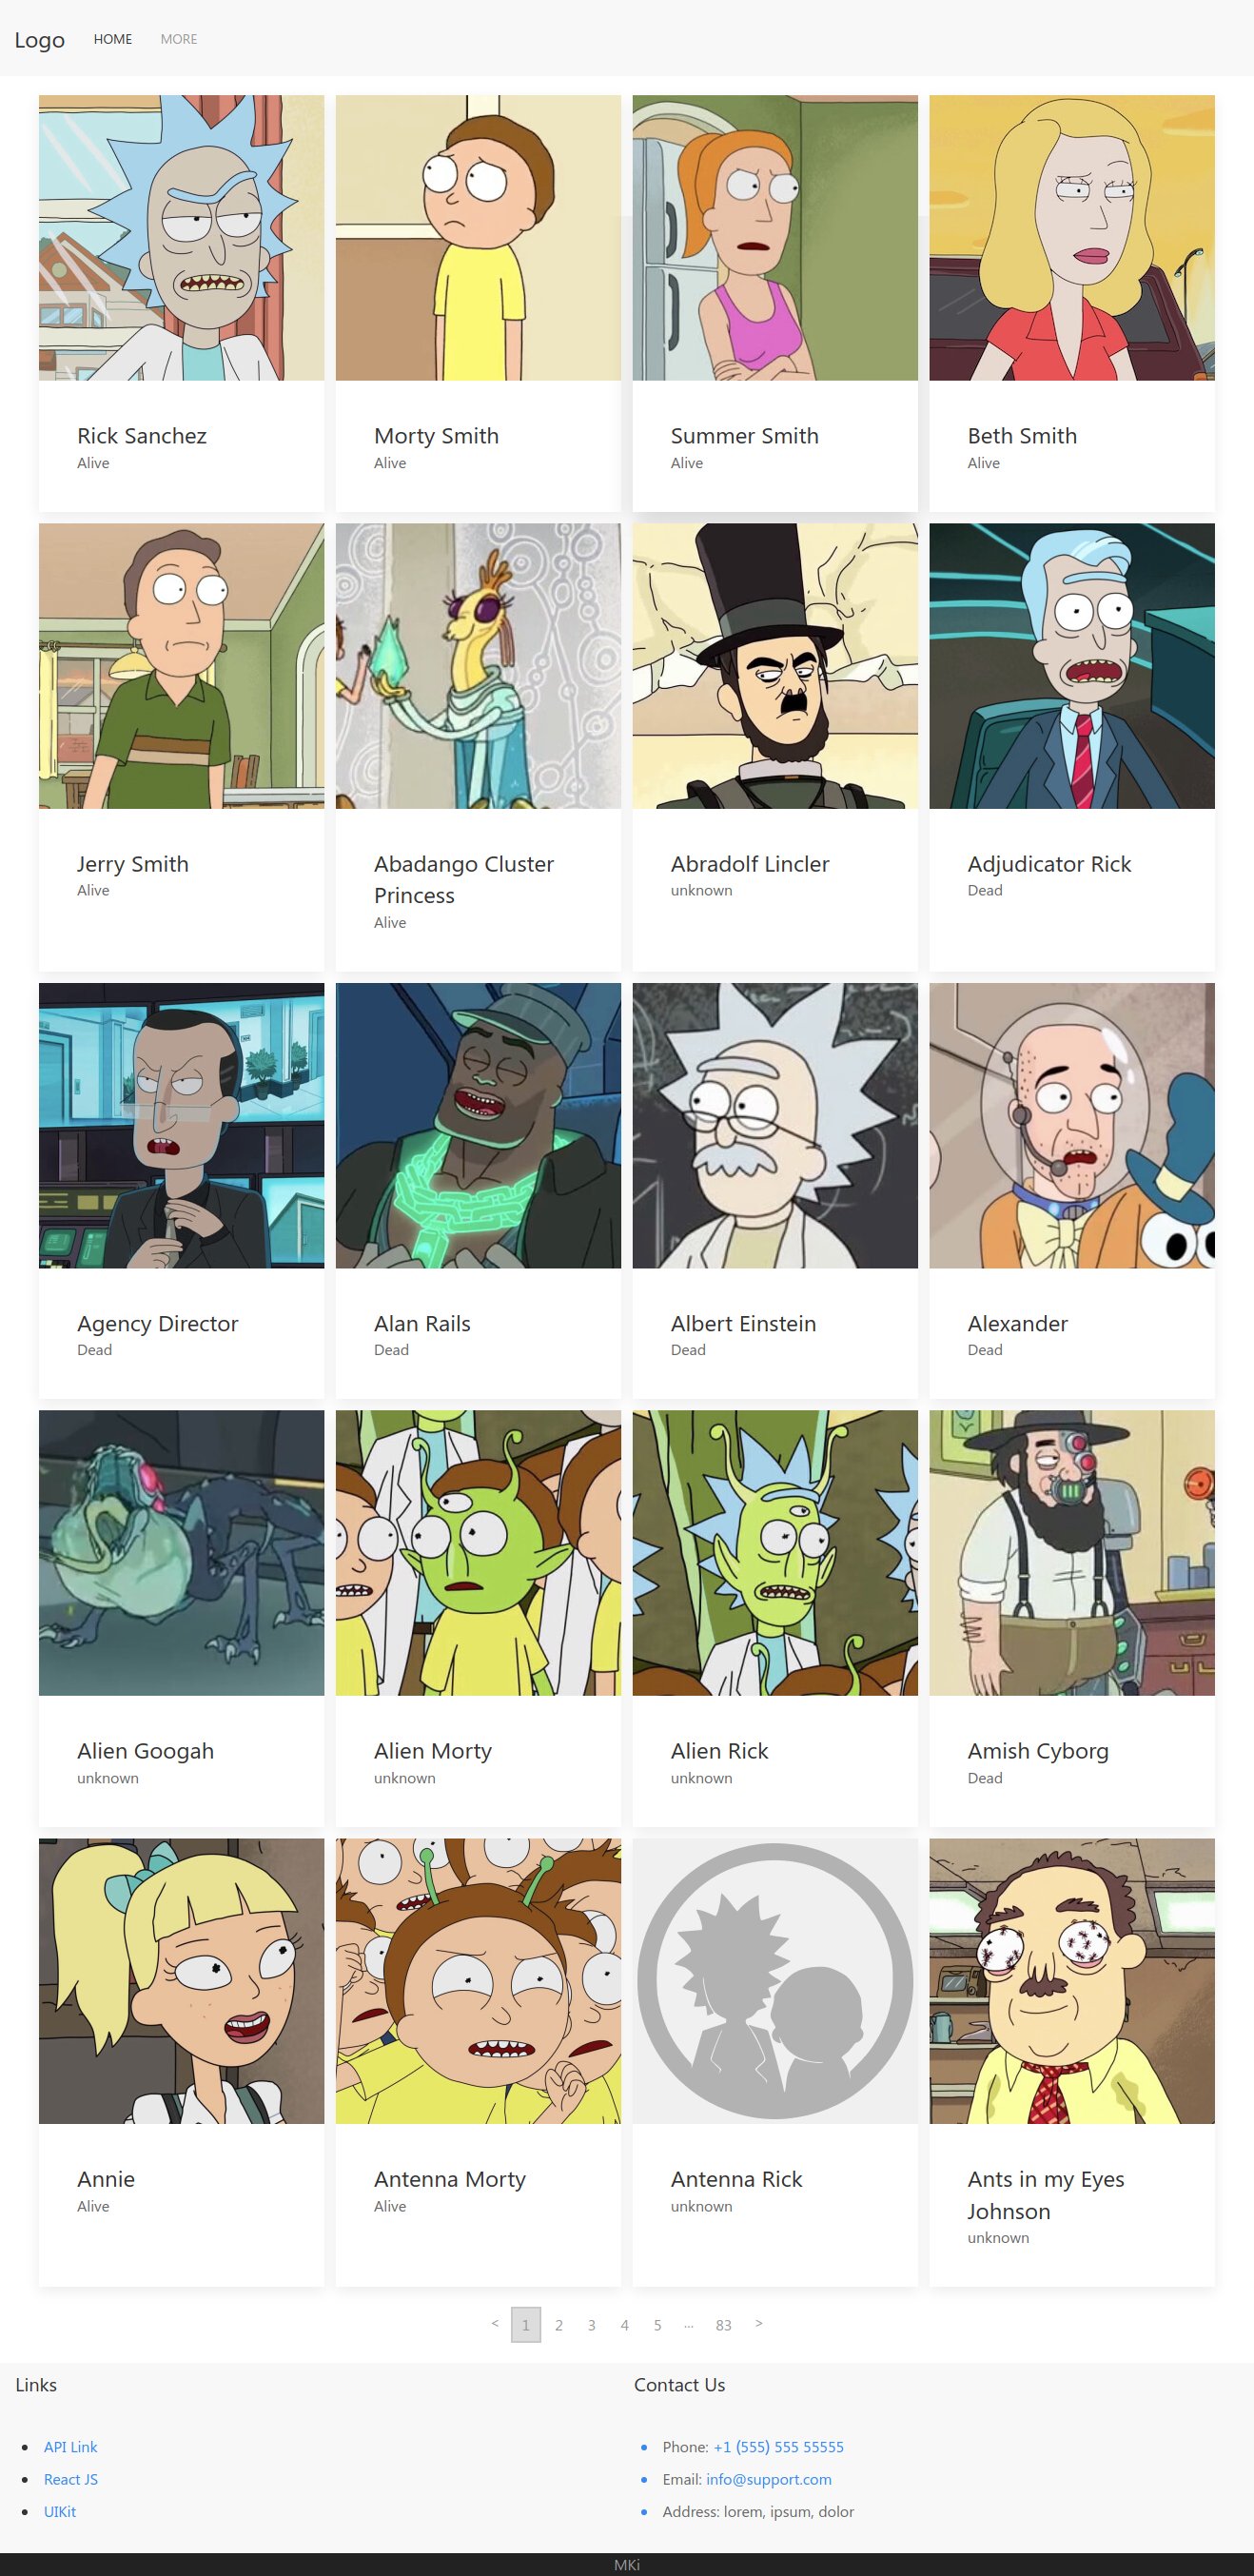 Logo HOME MORE
Rick Sanchez
Alive
Morty Smith
Alive
Summer Smith
Alive
Beth Smith
Alive
Jerry Smith
Alive
Abadango Cluster
Princess
Alive
Abradolf Lincler
unknown
Adjudicator Rick
Dead
Agency Director
Dead
Alan Rails
Dead
Albert Einstein
Dead
Alexander
Dead
Alien Googah
unknown
Alien Morty
unknown
Alien Rick
unknown
Amish Cyborg
Dead
Annie
Alive
Antenna Morty
Alive
Antenna Rick
unknown
Ants in my Eyes
Johnson
unknown
< 1 2 3 4 5 ... 83 >
Links
API Link
React JS
UIKit
Contact Us
Phone: +1 (555) 555 55555
Email: info@support.com
Address: lorem, ipsum, dolor
MKi